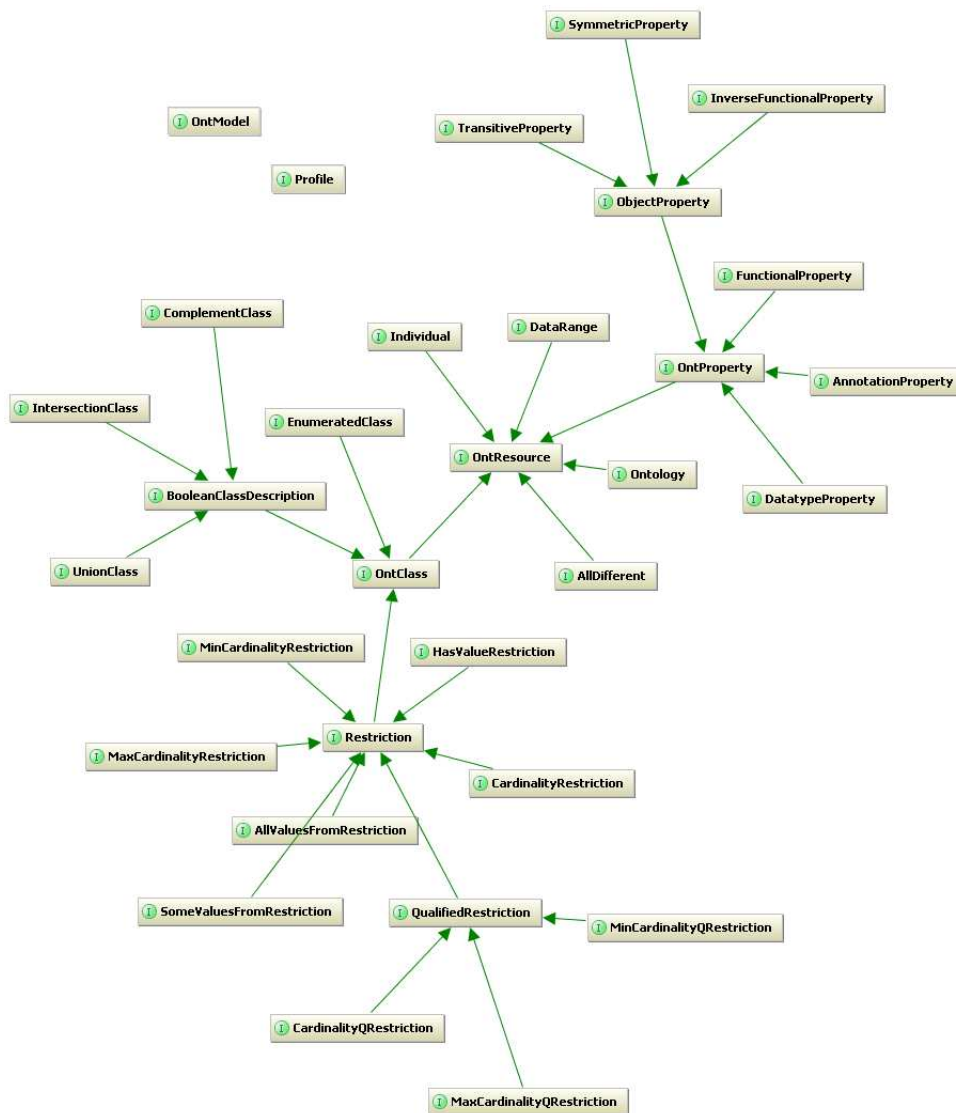 SymmetricProperty
InverseFunctionalProperty
OntModel
TransitiveProperty
Profile
ObjectProperty
FunctionalProperty
ComplementClass
DataRange
Individual
OntProperty
AnnotationProperty
IntersectionClass
EnumeratedClass
OntResource
Ontology
BooleanClassDescription
DatatypeProperty
UnionClass
OntClass
AllDifferent
MinCardinalityRestriction
HasValueRestriction
Restriction
MaxCardinalityRestriction
CardinalityRestriction
AllValuesFromRestriction
SomeValuesFromRestriction
QualifiedRestriction
MinCardinalityQRestriction
CardinalityQRestriction
MaxCardinalityQRestriction